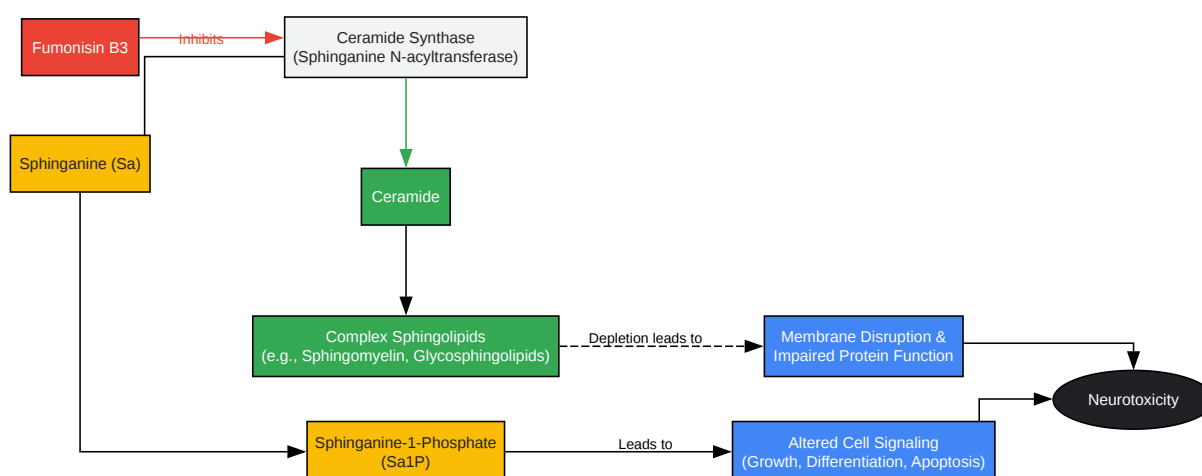 Fumonisin B3
Inhibits
Ceramide Synthase
(Sphinganine N-acyltransferase)
Sphinganine (Sa)
Ceramide
Complex Sphingolipids
(e.g., Sphingomyelin, Glycosphingolipids)
Depletion leads to
Membrane Disruption &
Impaired Protein Function
Neurotoxicity
Sphinganine-1-Phosphate
(Sa1P)
Leads to
Altered Cell Signaling
(Growth, Differentiation, Apoptosis)